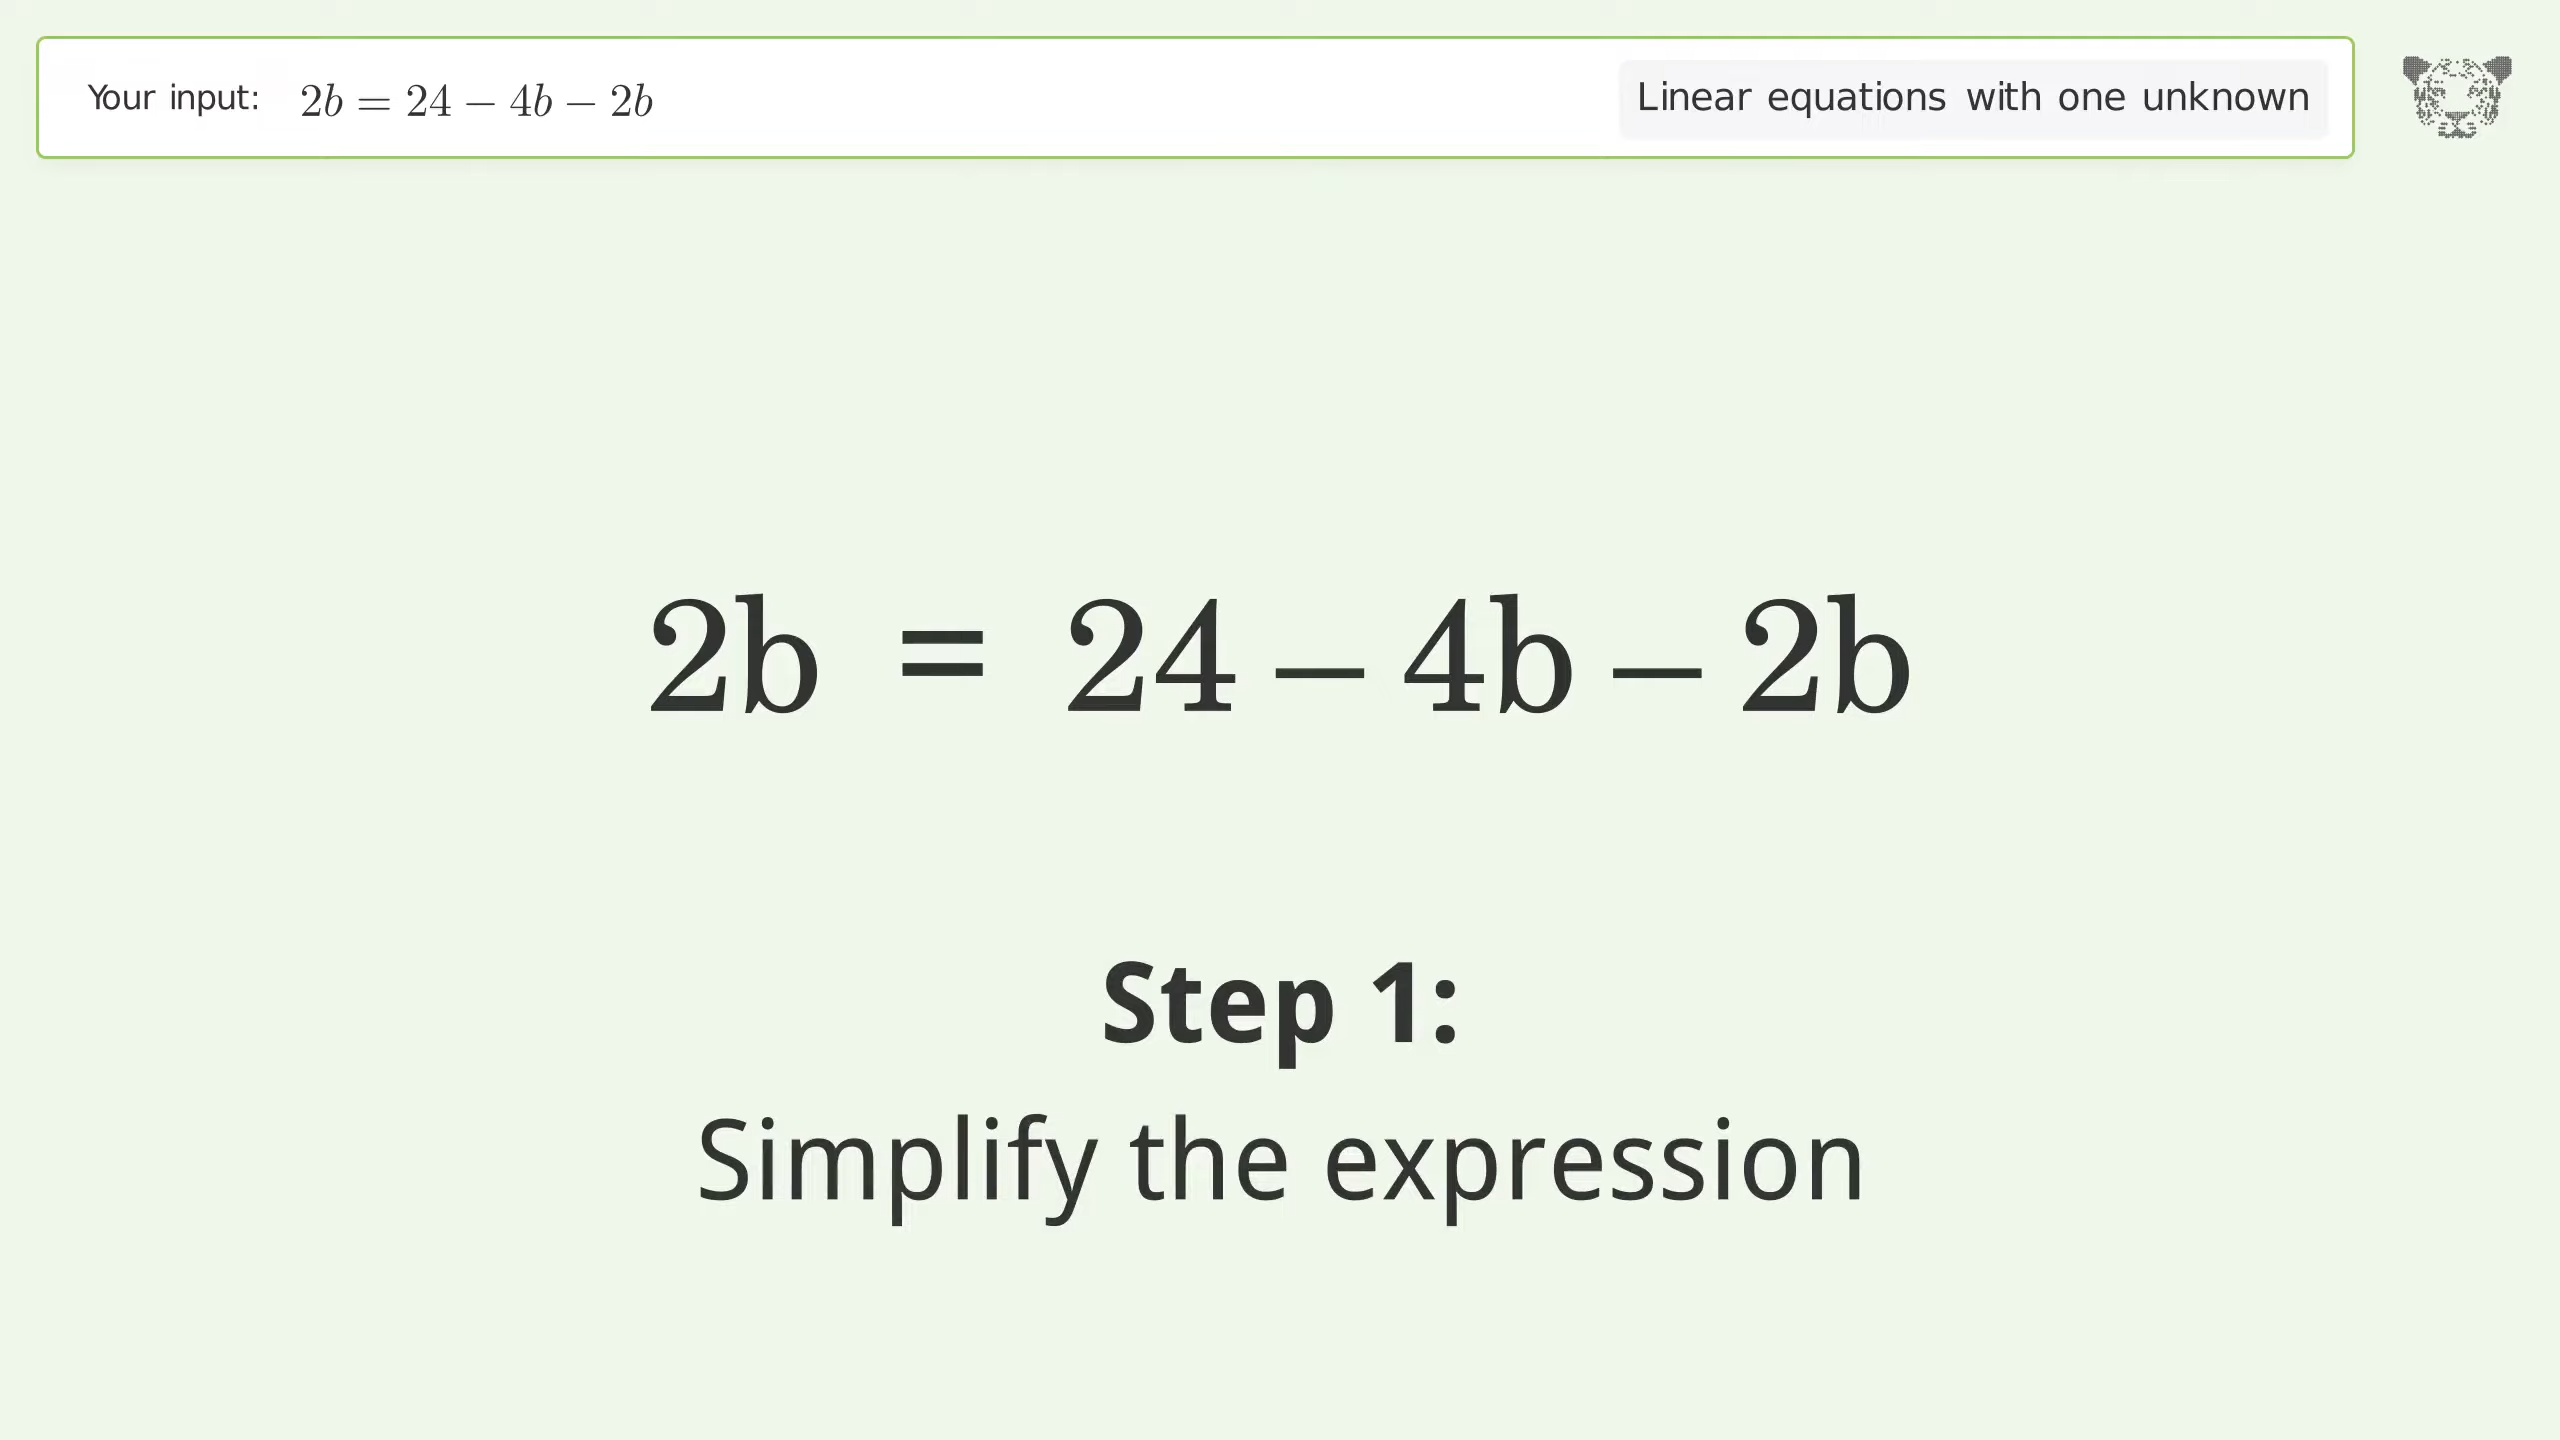 Your input: 2b = 24 − 4b − 2b
Linear equations with one unknown
2b = 24 – 4b – 2b
Step 1:
Simplify the expression